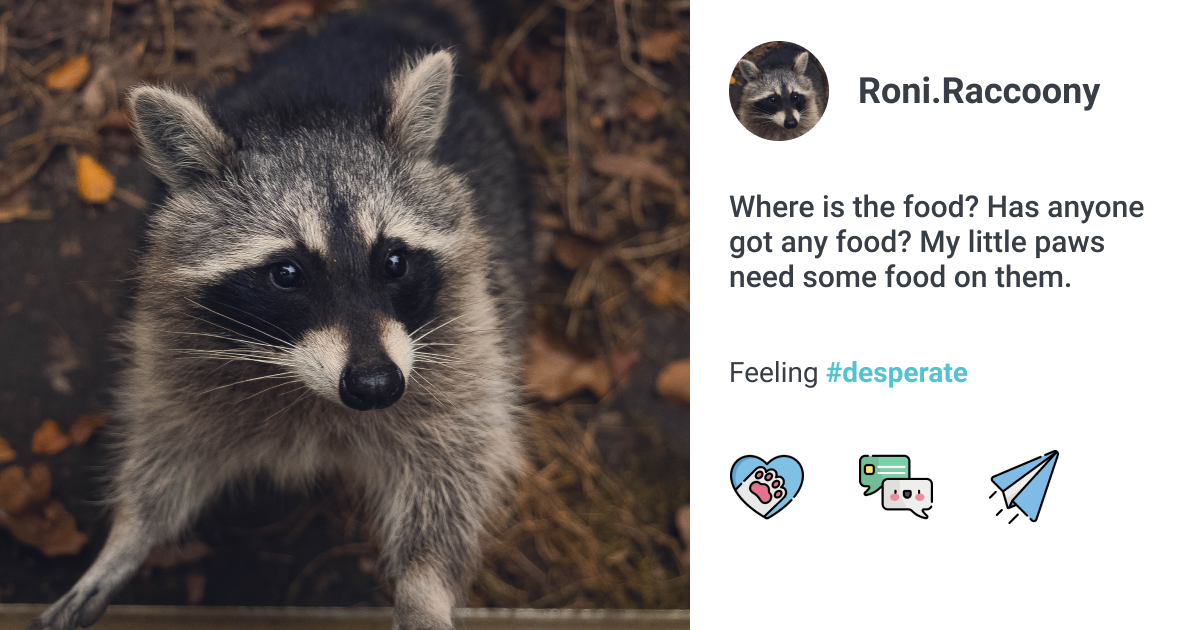 Roni.Raccoony
Where is the food? Has anyone
got any food? My little paws
need some food on them.
Feeling #desperate